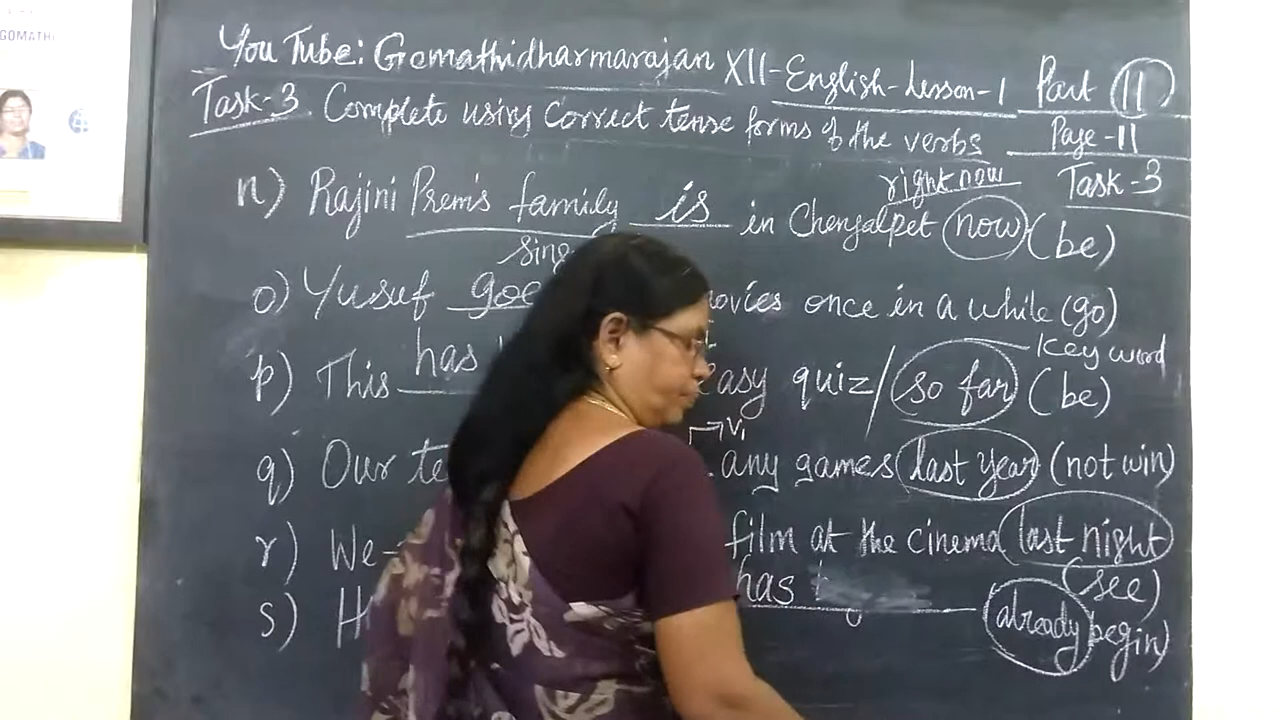 GOMATHI
YouTube: Gomathidharmarajan XII-English-Lesson-1 Part 11
Task-3. Complete using correct tense forms of the verbs Page-11
right now Task-3
n) Rajini Prem's family is in Chengalpet now (be)
sing
o) Yusuf goe movies once in a while (go)
key word
p) This has easy quiz / so far (be)
V1
q) Our te any games last year (not win)
r) We film at the cinema last night
(see)
s) H has already begin)